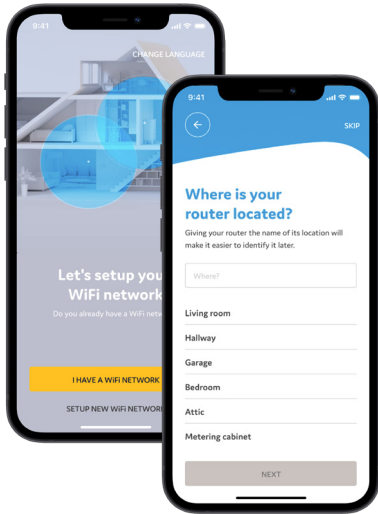 9:41
CHANGE LANGUAGE
Let's setup you
WiFi network
Do you already have a WiFi
I HAVE A WiFi NETWORK
SETUP NEW WiFi NETWOR
9:41
SKIP
Where is your
router located?
Giving your router the name of its location will
make it easier to identify it later.
Where?
Living room
Hallway
Garage
Bedroom
Attic
Metering cabinet
NEXT